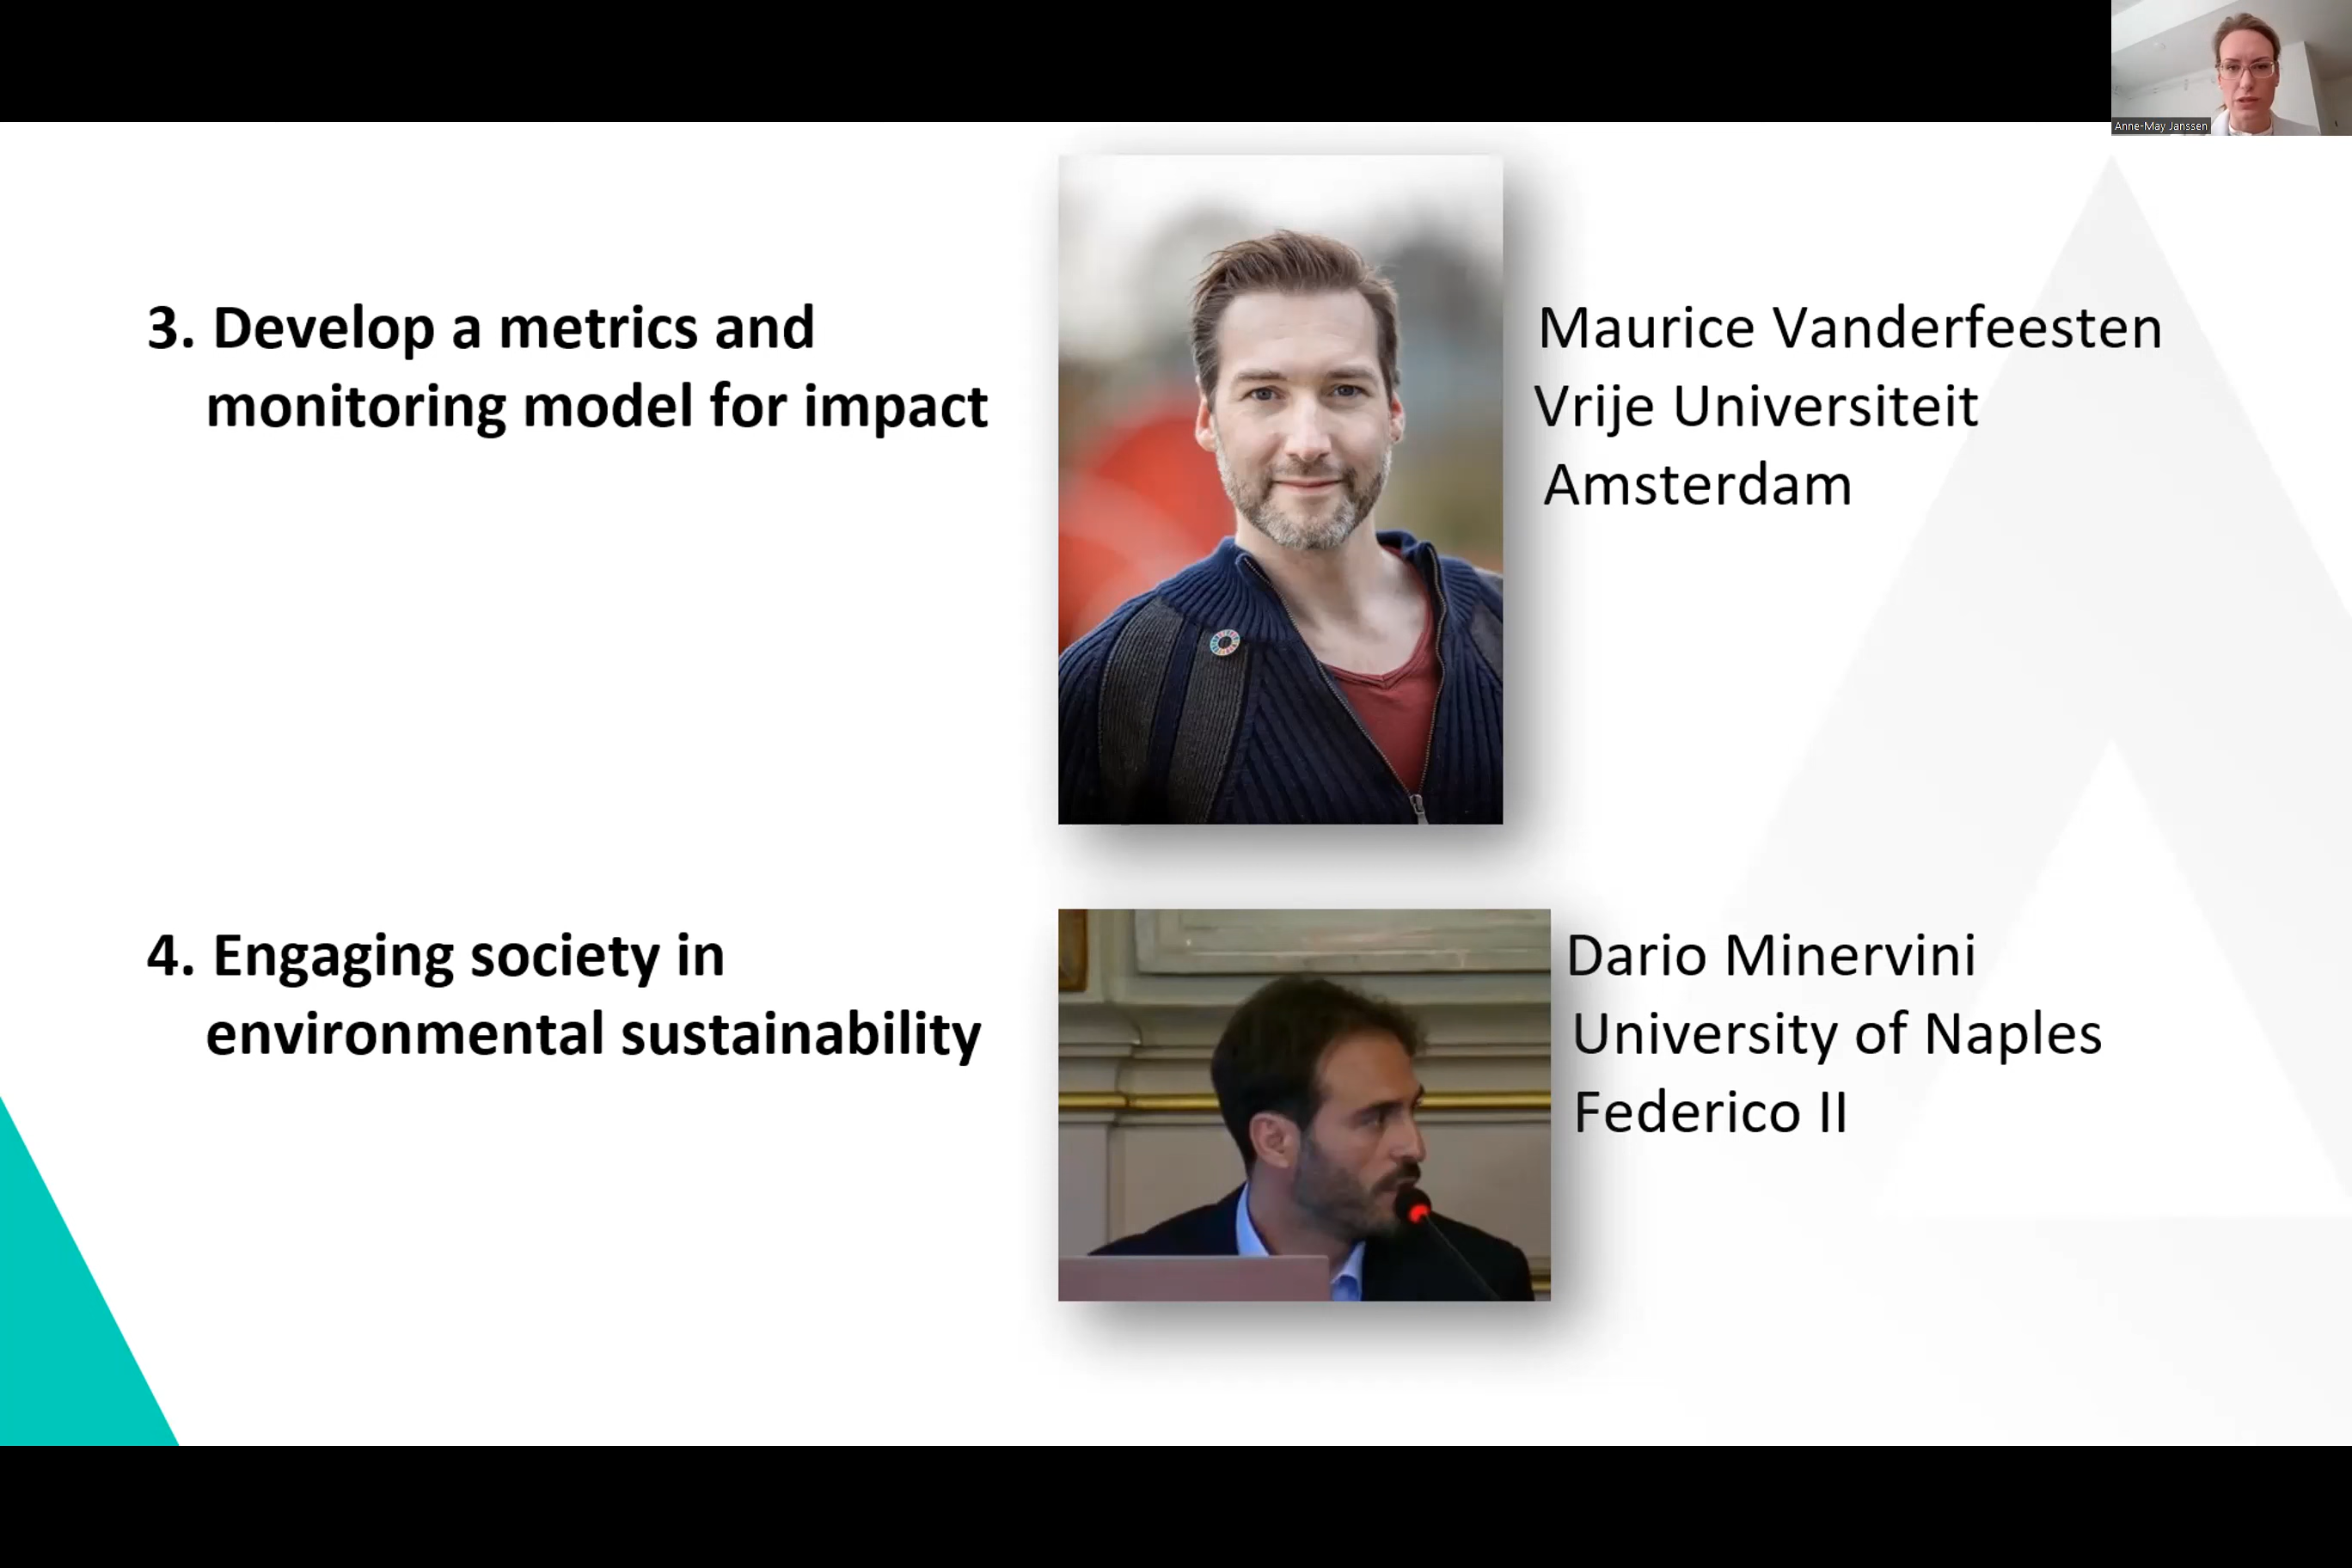 Anne-May Janssen
3. Develop a metrics and
monitoring model for impact
Maurice Vanderfeesten
Vrije Universiteit
Amsterdam
4. Engaging society in
environmental sustainability
Dario Minervini
University of Naples
Federico II